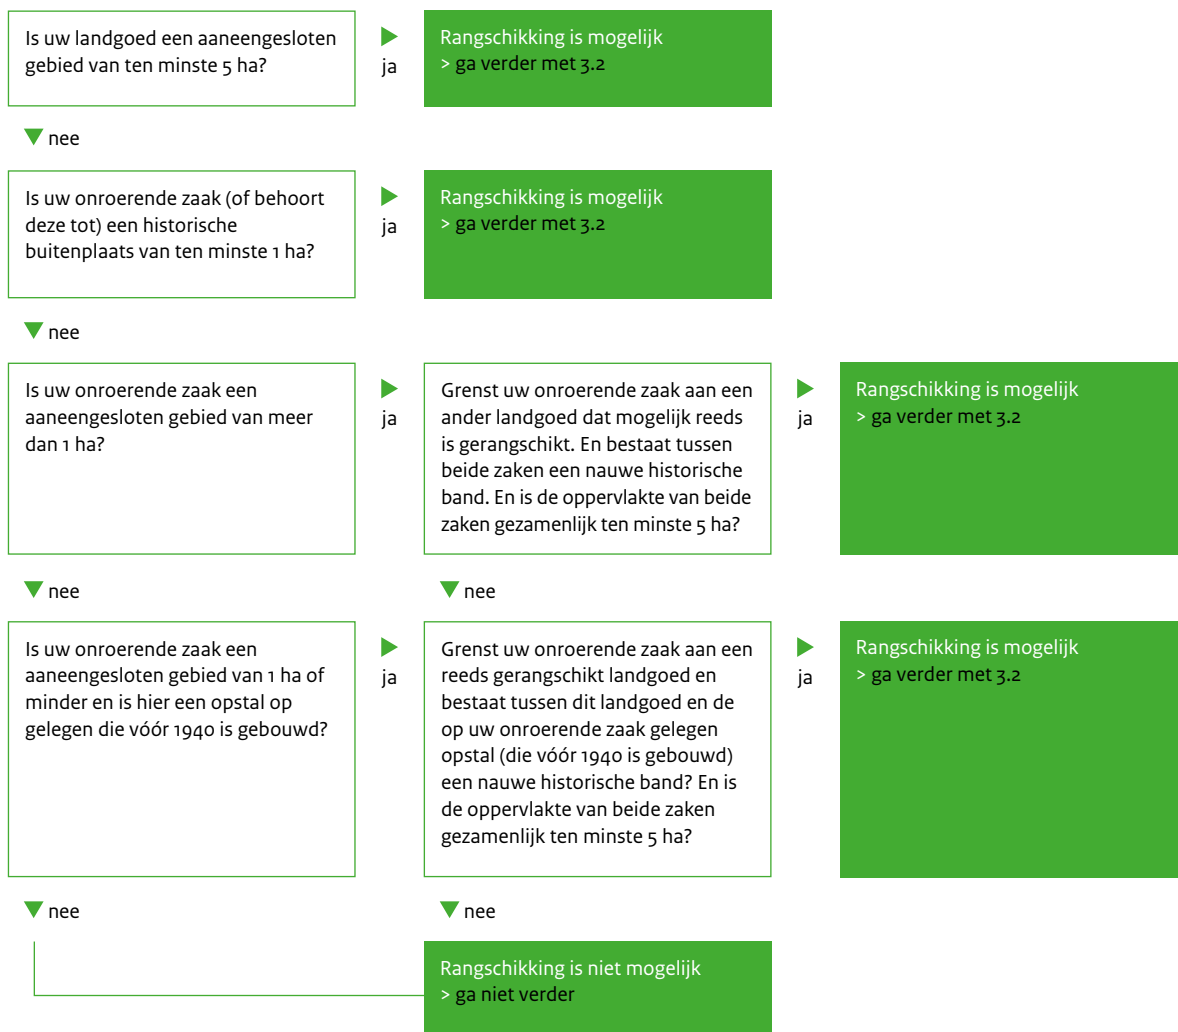 Is uw landgoed een aaneengesloten
gebied van ten minste 5 ha?
ja
Rangschikking is mogelijk
> ga verder met 3.2
nee
Is uw onroerende zaak (of behoort
deze tot) een historische
buitenplaats van ten minste 1 ha?
ja
Rangschikking is mogelijk
> ga verder met 3.2
nee
Is uw onroerende zaak een
aaneengesloten gebied van meer
dan 1 ha?
ja
Grenst uw onroerende zaak aan een
ander landgoed dat mogelijk reeds
is gerangschikt. En bestaat tussen
beide zaken een nauwe historische
band. En is de oppervlakte van beide
zaken gezamenlijk ten minste 5 ha?
ja
Rangschikking is mogelijk
> ga verder met 3.2
nee
nee
Is uw onroerende zaak een
aaneengesloten gebied van 1 ha of
minder en is hier een opstal op
gelegen die vóór 1940 is gebouwd?
ja
Grenst uw onroerende zaak aan een
reeds gerangschikt landgoed en
bestaat tussen dit landgoed en de
op uw onroerende zaak gelegen
opstal (die vóór 1940 is gebouwd)
een nauwe historische band? En is
de oppervlakte van beide zaken
gezamenlijk ten minste 5 ha?
ja
Rangschikking is mogelijk
> ga verder met 3.2
nee
nee
Rangschikking is niet mogelijk
> ga niet verder